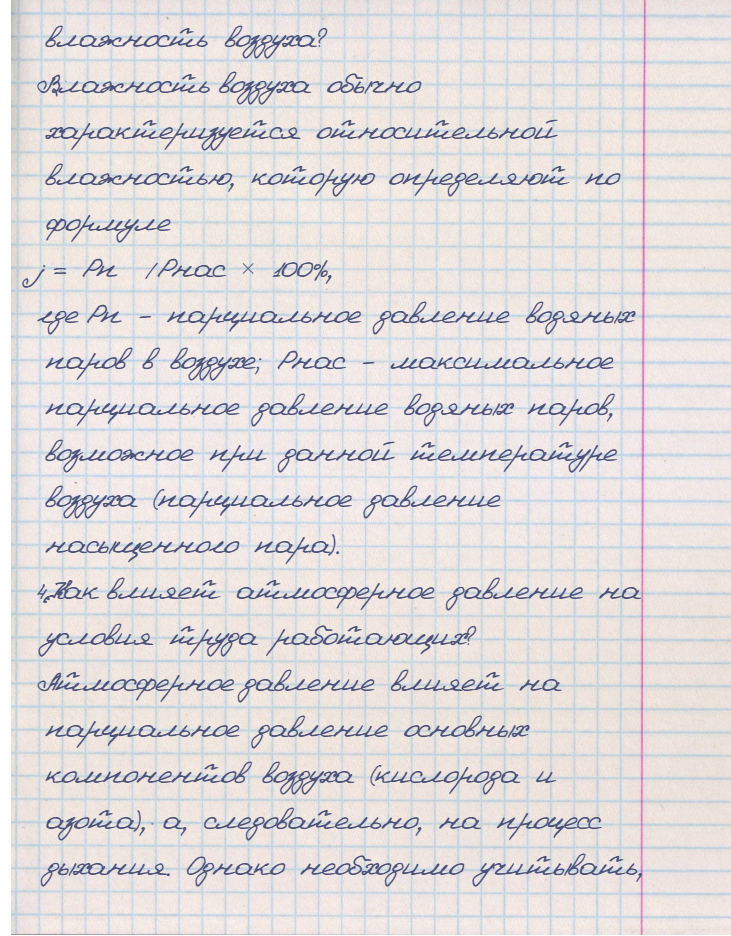 влажность воздуха?
Влажность воздуха обычно
характеризуется относительной
влажностью, которую определяют по
формуле
j = Рп /Рнас × 100%,
где Рп - парциальное давление водяных
паров в воздухе; Рнас - максимальное
парциальное давление водяных паров,
возможное при данной температуре
воздуха (парциальное давление
насыщенного пара).
4.Как влияет атмосферное давление на
условия труда работающих?
Атмосферное давление влияет на
парциальное давление основных
компонентов воздуха (кислорода и
азота), а, следовательно, на процесс
дыхания. Однако необходимо учитывать,